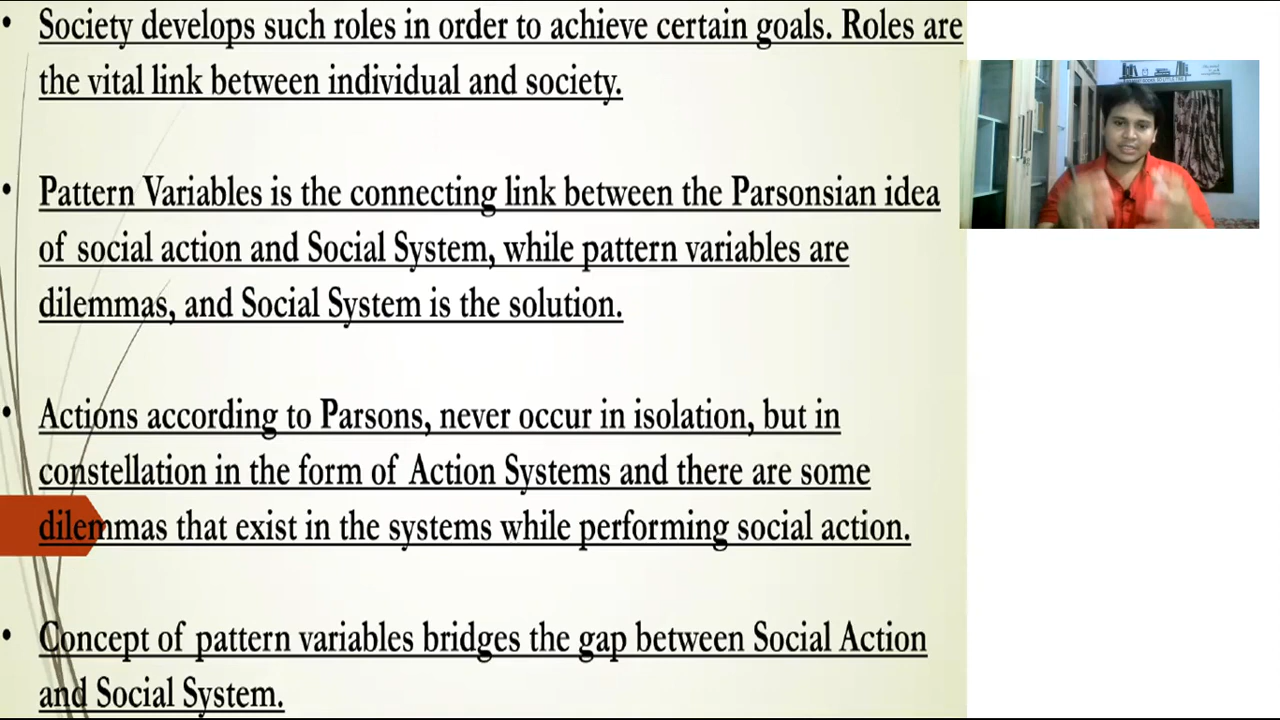 • Society develops such roles in order to achieve certain goals. Roles are
the vital link between individual and society.
• Pattern Variables is the connecting link between the Parsonsian idea
of social action and Social System, while pattern variables are
dilemmas, and Social System is the solution.
• Actions according to Parsons, never occur in isolation, but in
constellation in the form of Action Systems and there are some
dilemmas that exist in the systems while performing social action.
• Concept of pattern variables bridges the gap between Social Action
and Social System.